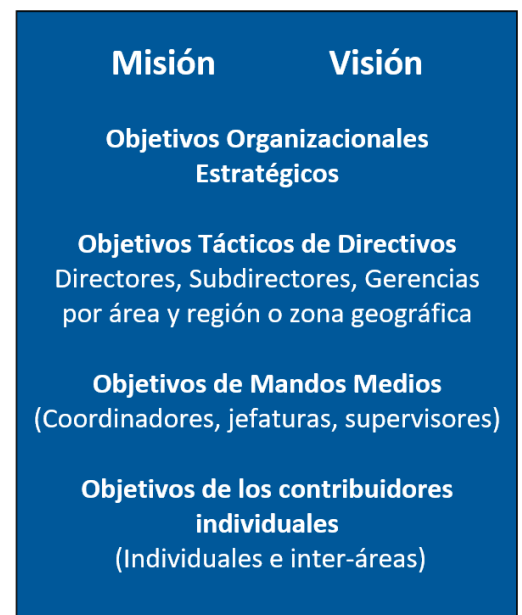 Misión Visión
Objetivos Organizacionales
Estratégicos
Objetivos Tácticos de Directivos
Directores, Subdirectores, Gerencias
por área y región o zona geográfica
Objetivos de Mandos Medios
(Coordinadores, jefaturas, supervisores)
Objetivos de los contribuidores
individuales
(Individuales e inter-áreas)